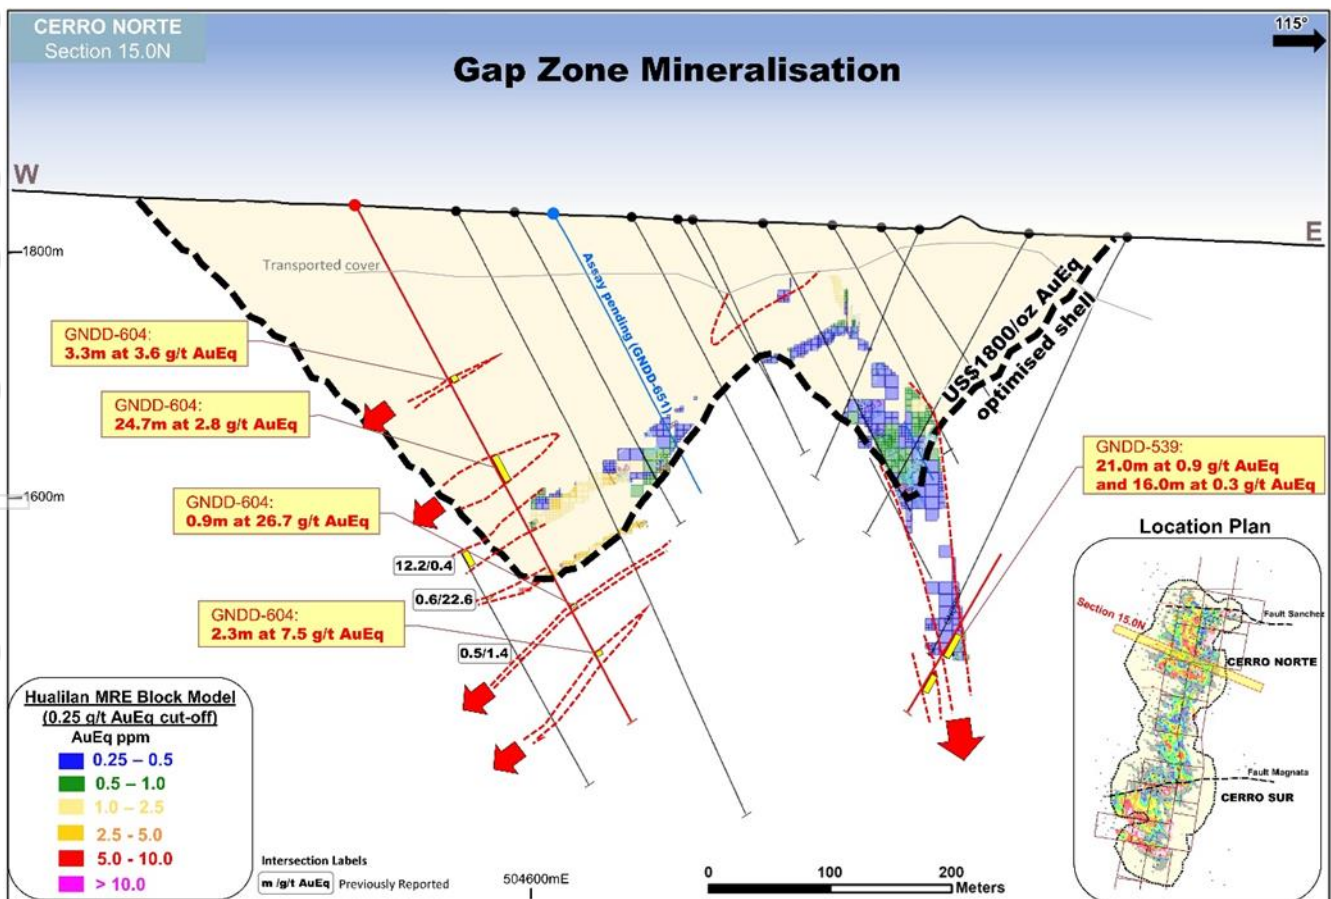 CERRO NORTE
Section 15.0N
Gap Zone Mineralisation
115°
W
E
1800m
Transported cover
Assay pending (GNDD-651)
US$1800/oz AuEq
optimised shell
GNDD-604:
3.3m at 3.6 g/t AuEq
GNDD-604:
24.7m at 2.8 g/t AuEq
GNDD-539:
21.0m at 0.9 g/t AuEq
and 16.0m at 0.3 g/t AuEq
1600m
GNDD-604:
0.9m at 26.7 g/t AuEq
12.2/0.4
0.6/22.6
GNDD-604:
2.3m at 7.5 g/t AuEq
0.5/1.4
Location Plan
Section 15.0N
Fault Sanchez
CERRO NORTE
Fault Magnata
CERRO SUR
Hualilan MRE Block Model
(0.25 g/t AuEq cut-off)
AuEq ppm
0.25 – 0.5
0.5 – 1.0
1.0 – 2.5
2.5 - 5.0
5.0 - 10.0
> 10.0
Intersection Labels
m /g/t AuEq Previously Reported
504600mE
0 100 200
Meters